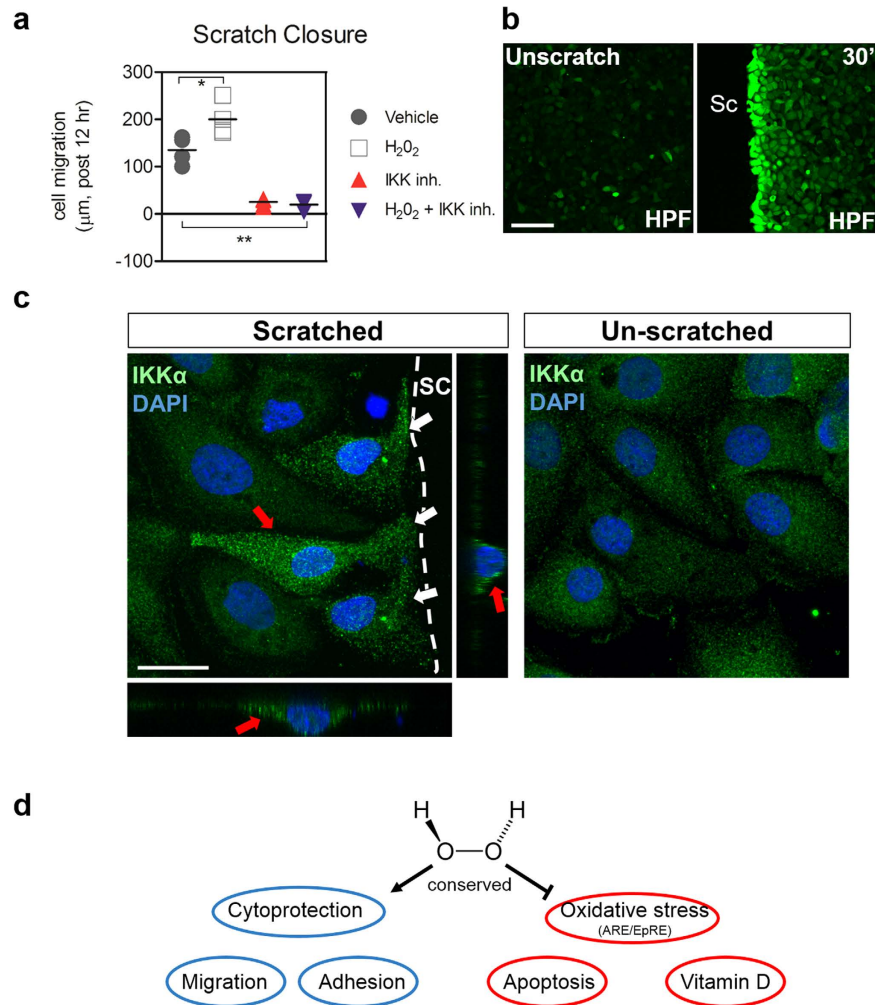 a
Scratch Closure
300
200
100
0
-100
cell migration
(µm, post 12 hr)
*
**
Vehicle
H₂0₂
IKK inh.
H₂0₂ + IKK inh.
b
Unscratch
HPF
30'
Sc
HPF
c
Scratched
Un-scratched
IKKα
DAPI
SC
IKKα
DAPI
d
H H
O O
conserved
Cytoprotection
Oxidative stress
(ARE/EpRE)
Migration
Adhesion
Apoptosis
Vitamin D